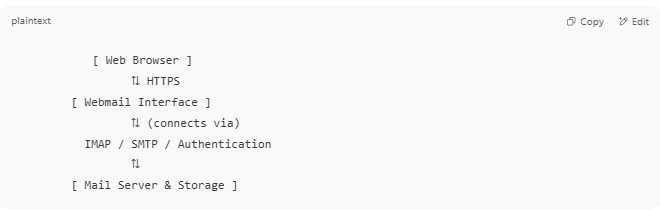 plaintext Copy Edit
[ Web Browser ]
⇅ HTTPS
[ Webmail Interface ]
⇅ (connects via)
IMAP / SMTP / Authentication
⇅
[ Mail Server & Storage ]